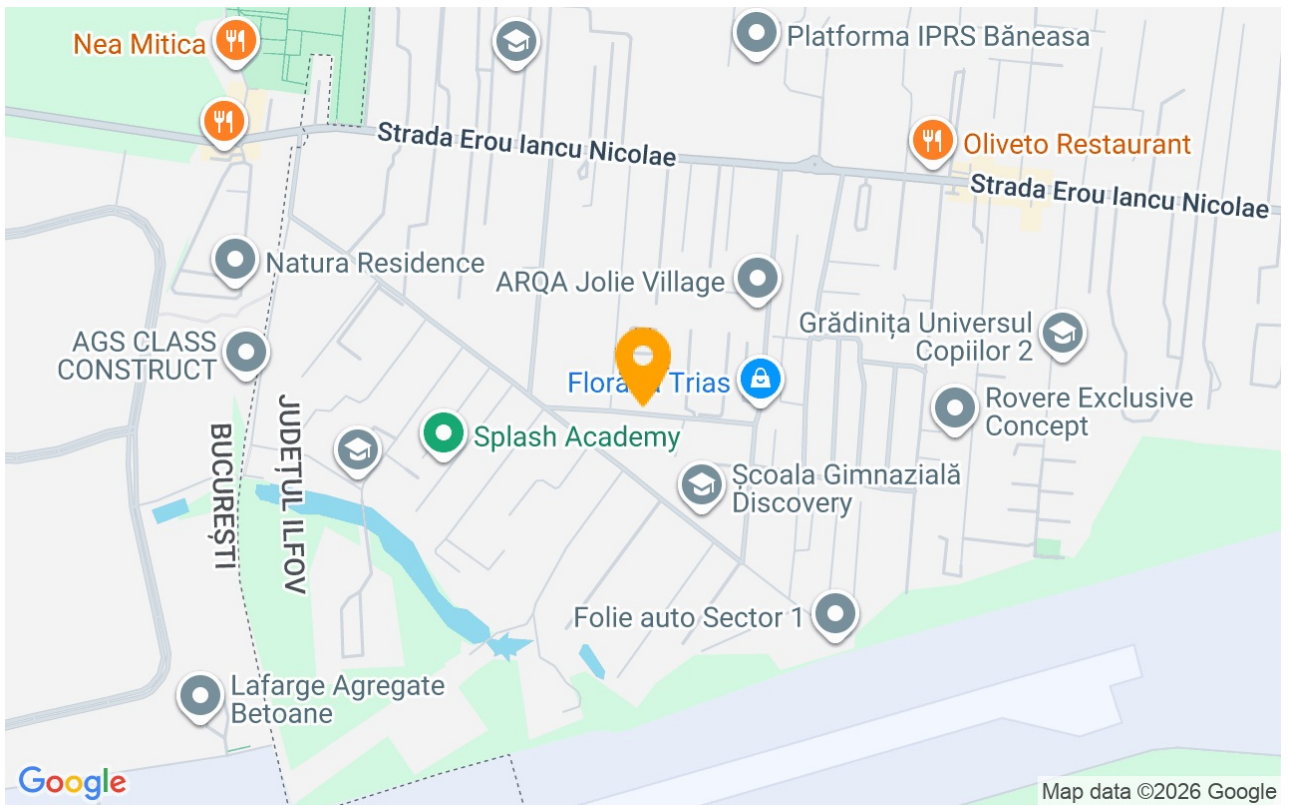 Nea Mitica
Platforma IPRS Băneasa
Strada Erou Iancu Nicolae
Oliveto Restaurant
Strada Erou Iancu Nicolae
Natura Residence
ARQA Jolie Village
Grădinița Universul
Copiilor 2
AGS CLASS
CONSTRUCT
Trias
Rovere Exclusive
Concept
JUDEȚUL ILFOV
BUCUREȘTI
Splash Academy
Școala Gimnazială
Discovery
Folie auto Sector 1
Lafarge Agregate
Betoane
Google
Map data ©2026 Google